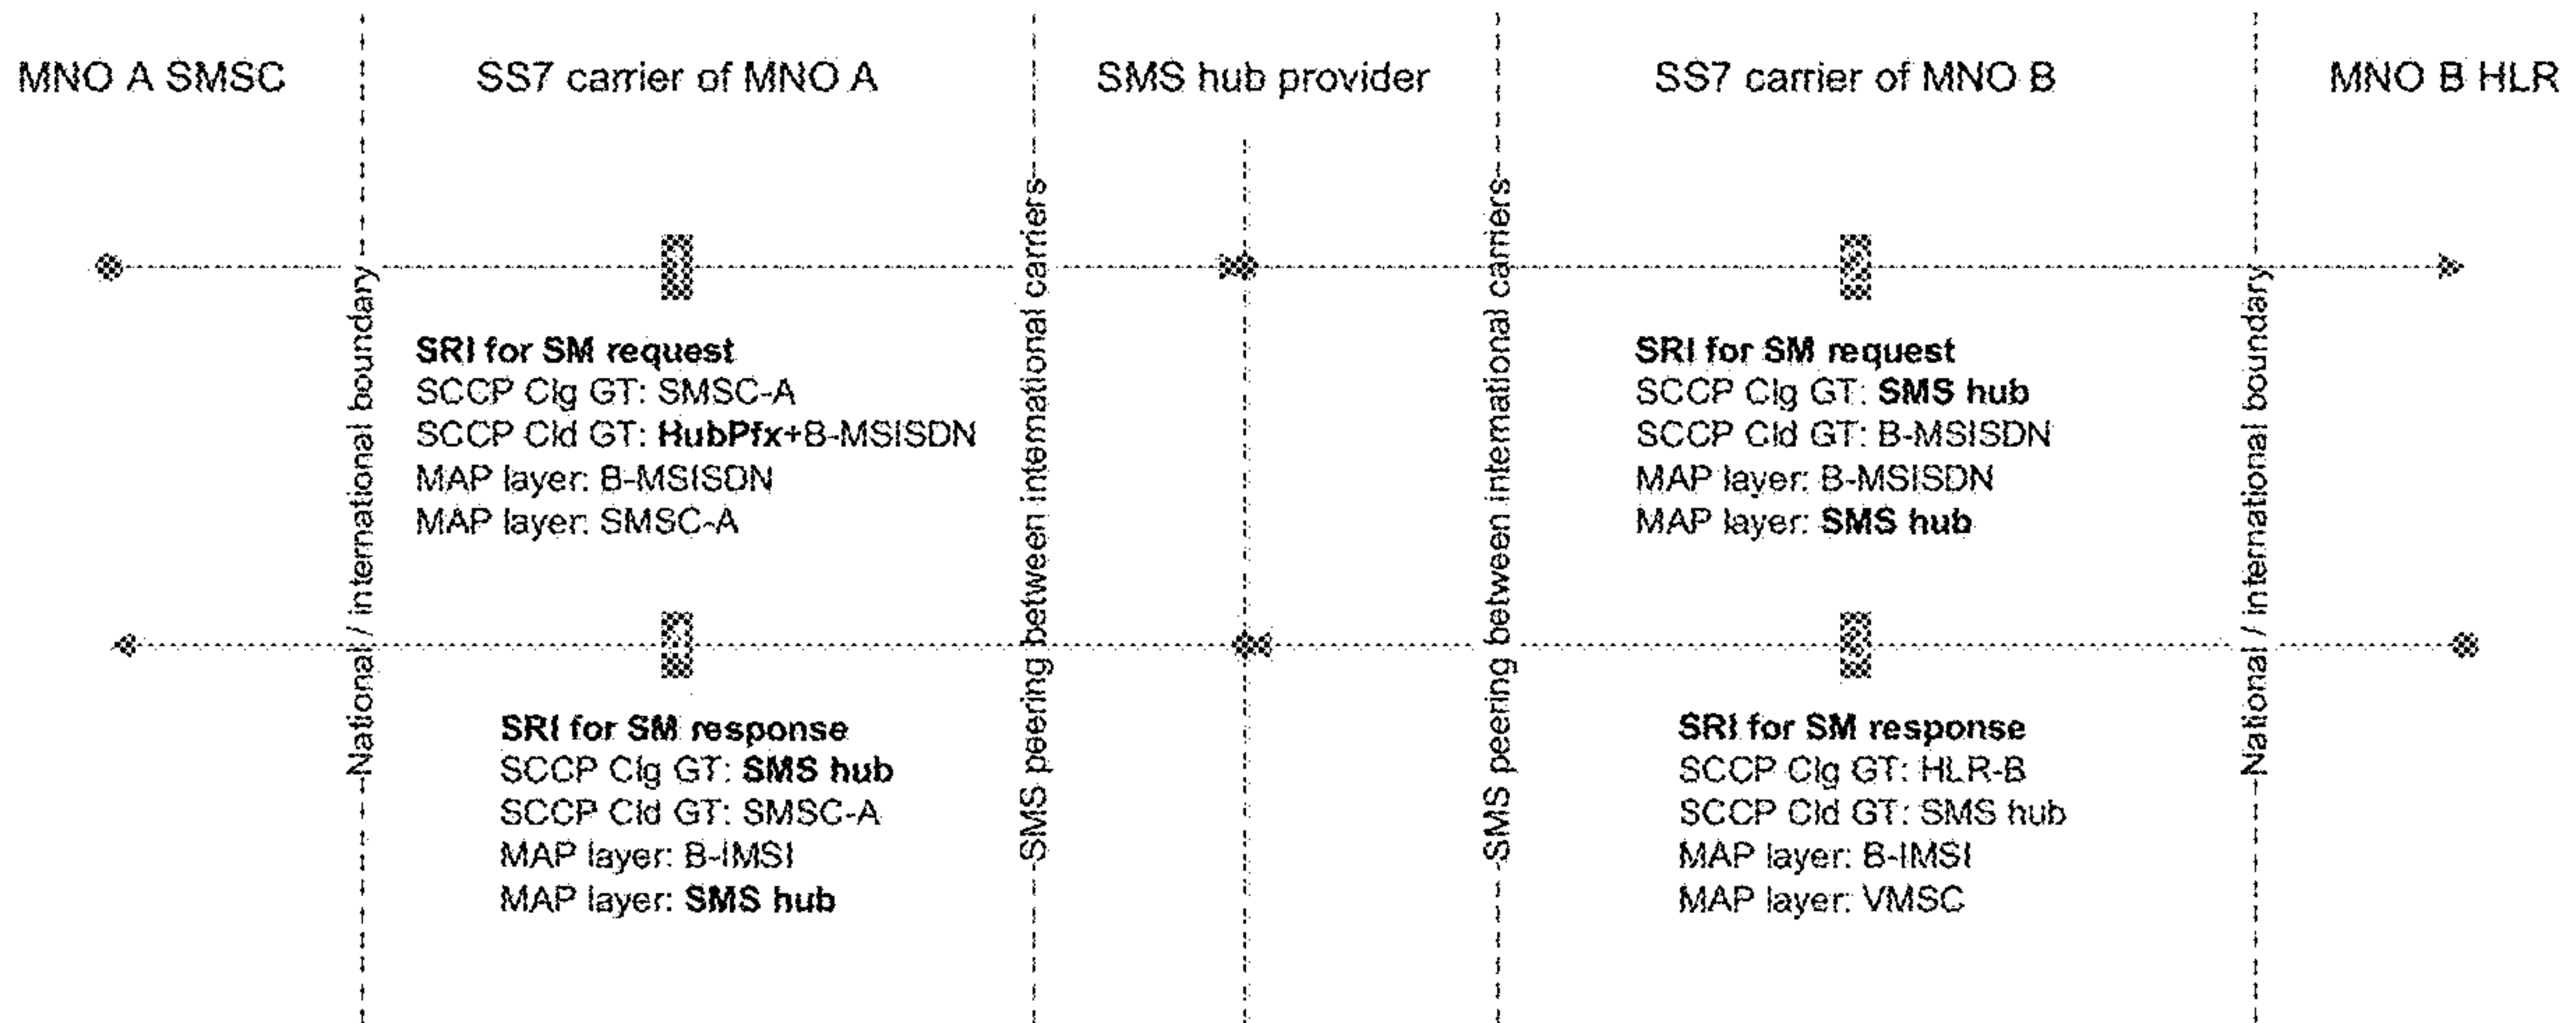 MNO A SMSC
SS7 carrier of MNO A
SMS hub provider
SS7 carrier of MNO B
MNO B HLR
National / international boundary
SMS peering between international carriers
SMS peering between international carriers
National / international boundary
SRI for SM request
SCCP Clg GT: SMSC-A
SCCP Cld GT: HubPfx+B-MSISDN
MAP layer: B-MSISDN
MAP layer: SMSC-A
SRI for SM request
SCCP Clg GT: SMS hub
SCCP Cld GT: B-MSISDN
MAP layer: B-MSISDN
MAP layer: SMS hub
SRI for SM response
SCCP Clg GT: SMS hub
SCCP Cld GT: SMSC-A
MAP layer: B-IMSI
MAP layer: SMS hub
SRI for SM response
SCCP Clg GT: HLR-B
SCCP Cld GT: SMS hub
MAP layer: B-IMSI
MAP layer: VMSC